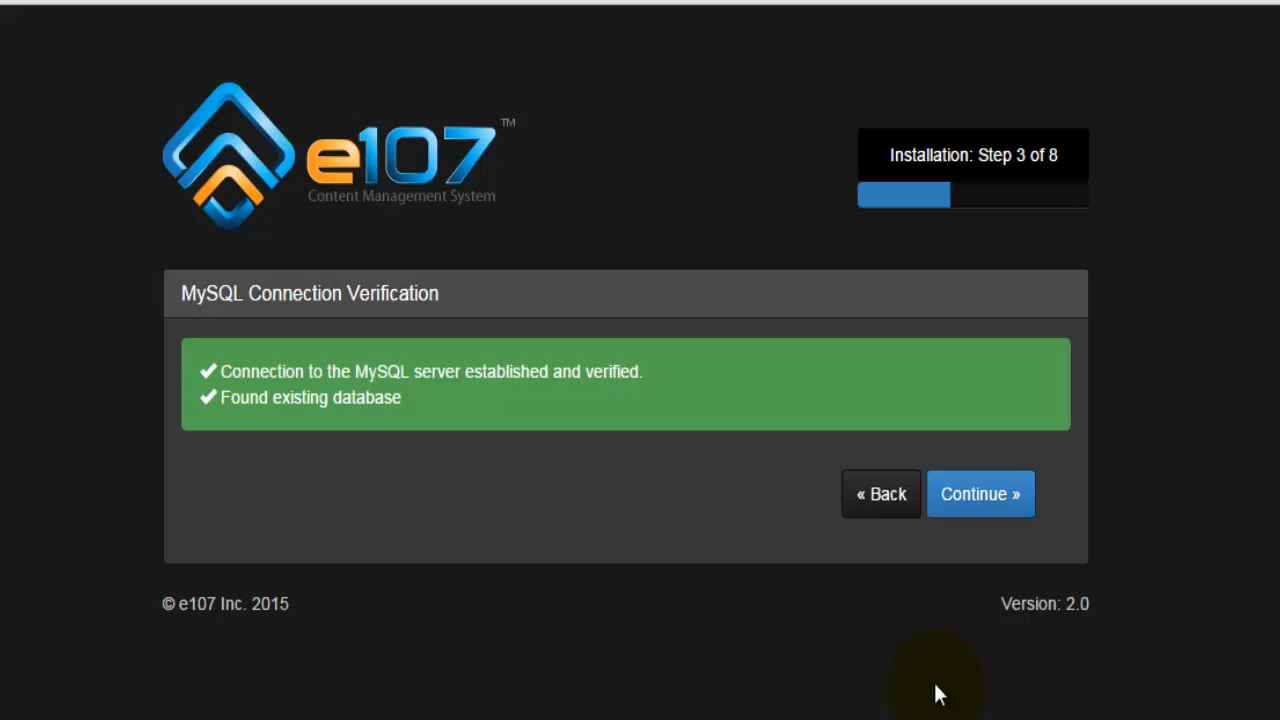 e107 ™
Content Management System
Installation: Step 3 of 8
MySQL Connection Verification
✔ Connection to the MySQL server established and verified.
✔ Found existing database
« Back
Continue »
© e107 Inc. 2015
Version: 2.0